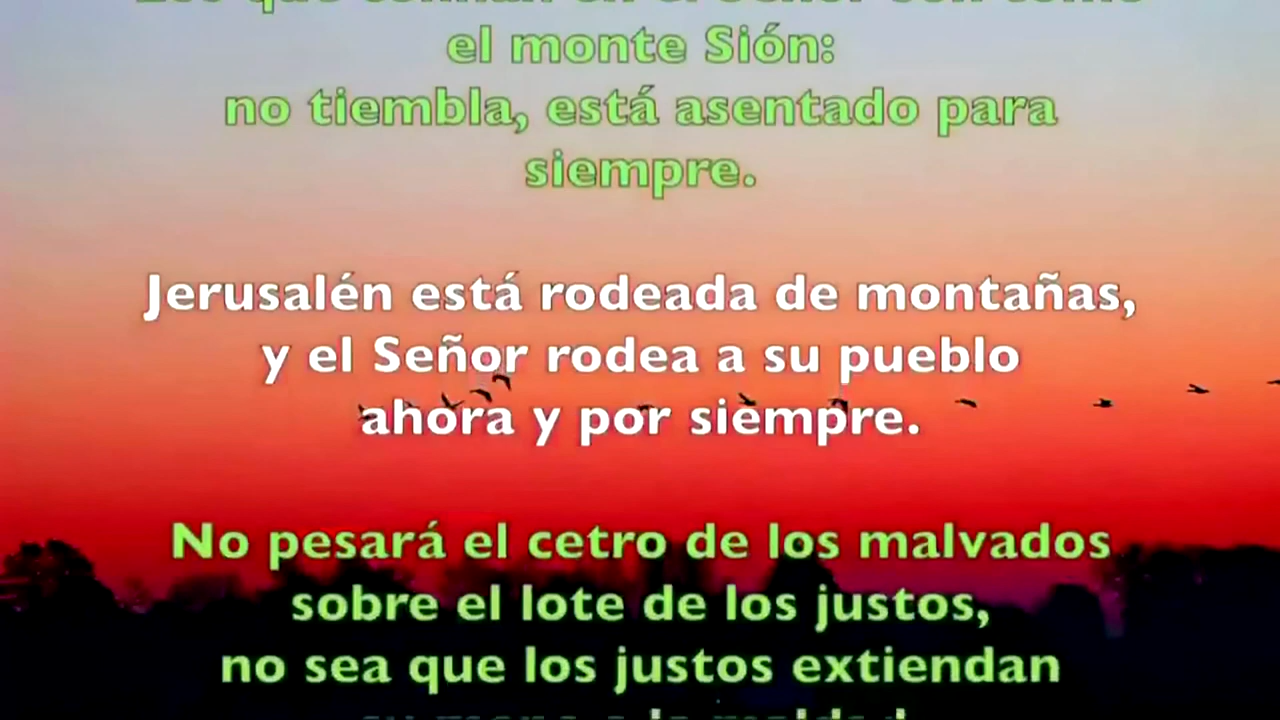 el monte Sión:
no tiembla, está asentado para
siempre.
Jerusalén está rodeada de montañas,
y el Señor rodea a su pueblo
ahora y por siempre.
No pesará el cetro de los malvados
sobre el lote de los justos,
no sea que los justos extiendan